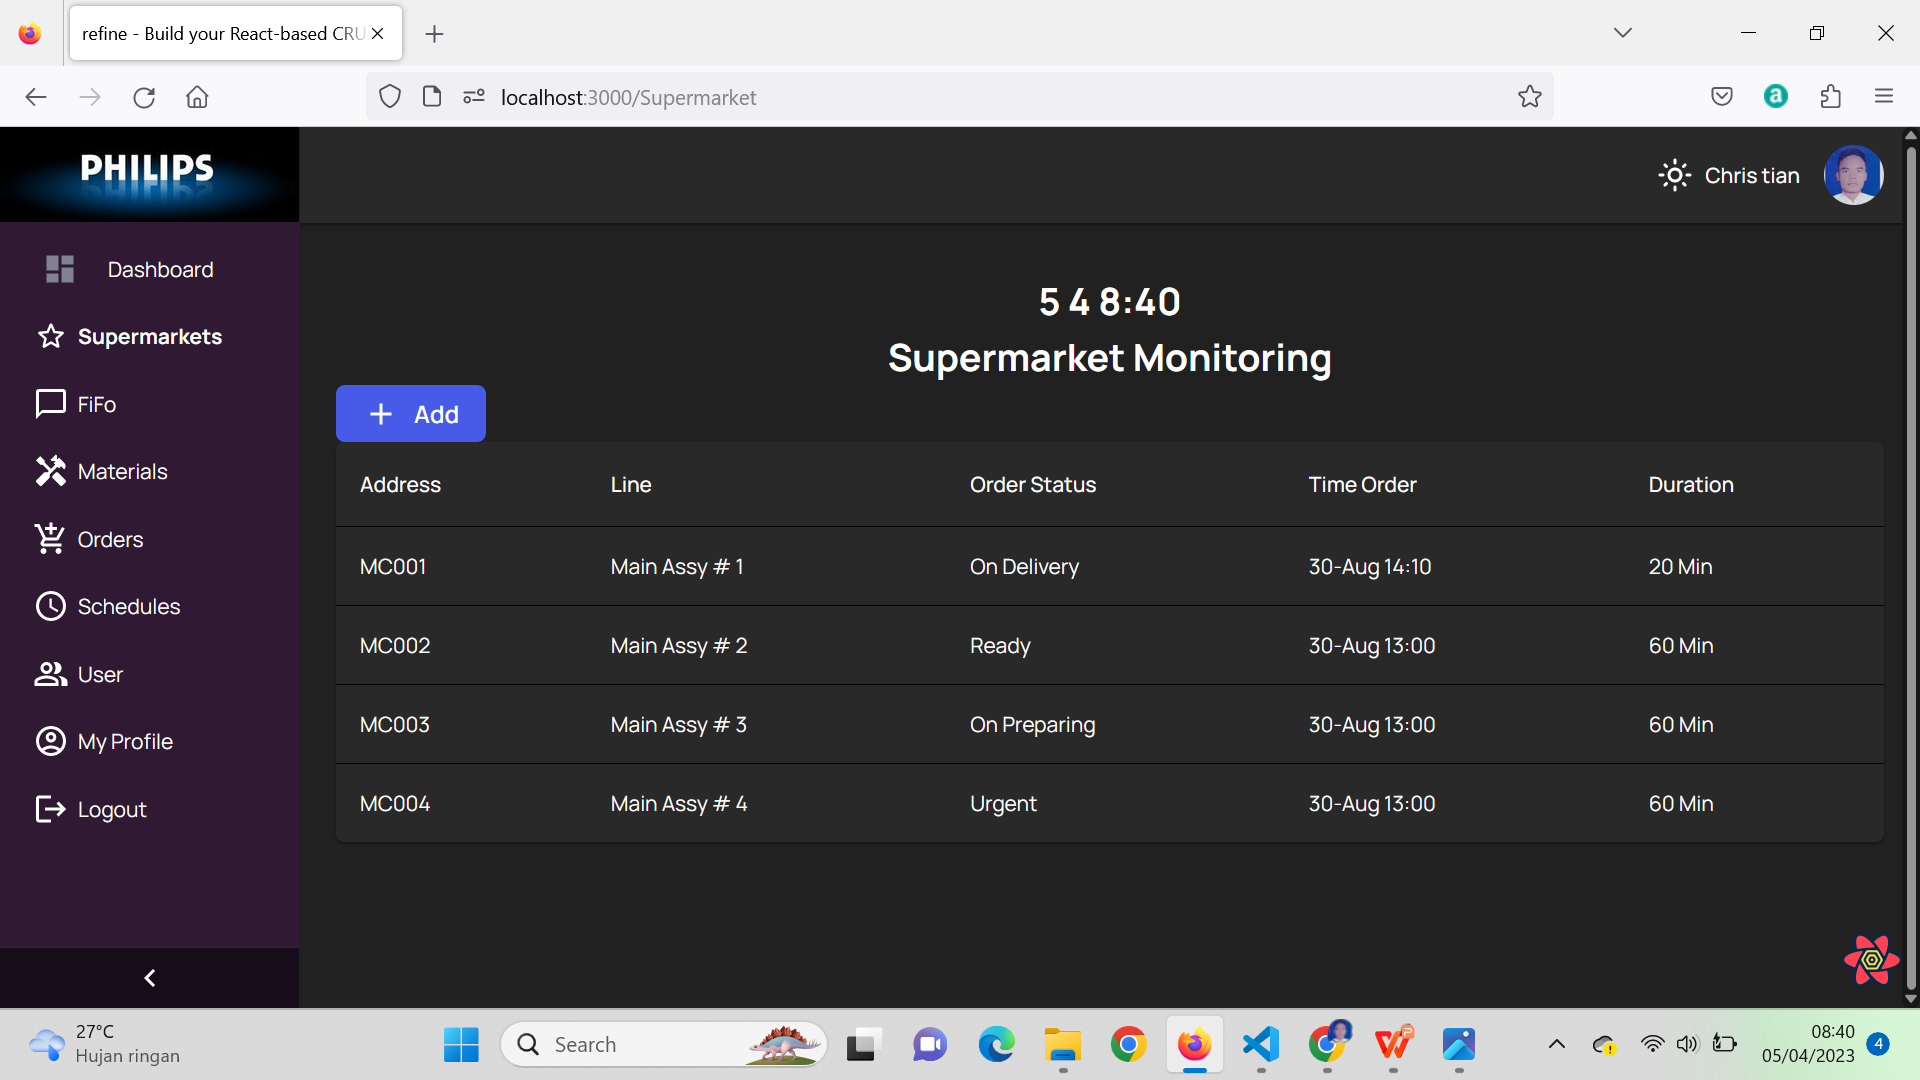 refine - Build your React-based CRU
localhost:3000/Supermarket
PHILIPS
Chris tian
Dashboard
Supermarkets
FiFo
Materials
Orders
Schedules
User
My Profile
Logout
5 4 8:40
Supermarket Monitoring
Add
Address Line Order Status Time Order Duration
MC001 Main Assy # 1 On Delivery 30-Aug 14:10 20 Min
MC002 Main Assy # 2 Ready 30-Aug 13:00 60 Min
MC003 Main Assy # 3 On Preparing 30-Aug 13:00 60 Min
MC004 Main Assy # 4 Urgent 30-Aug 13:00 60 Min
27°C
Hujan ringan
Search
08:40
05/04/2023
4